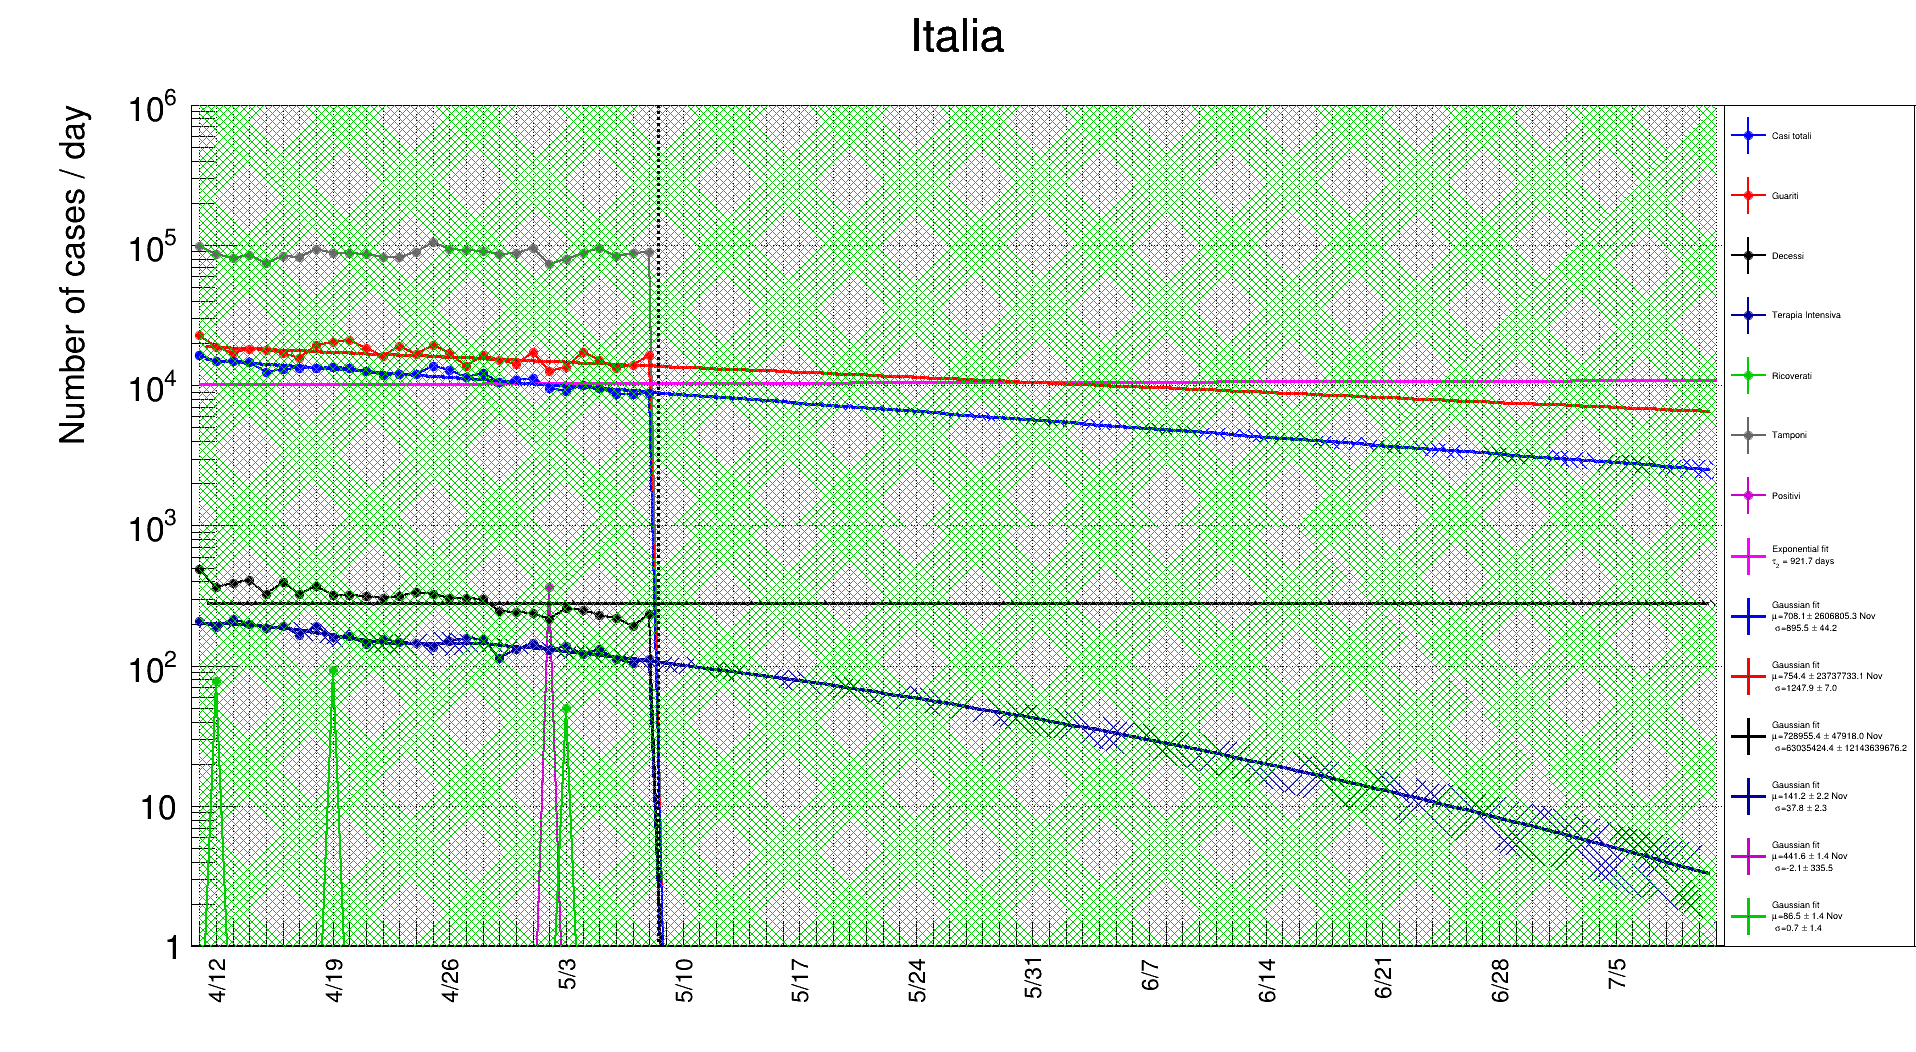 Italia
Number of cases / day
10^6
10^5
10^4
10^3
10^2
10
1
4/12
4/19
4/26
5/3
5/10
5/17
5/24
5/31
6/7
6/14
6/21
6/28
7/5
Casi totali
Guariti
Decessi
Terapia Intensiva
Ricoverati
Tamponi
Positivi
Exponential fit
τ₂ = 921.7 days
Gaussian fit
μ=708.1± 2606805.3 Nov
σ=895.5 ± 44.2
Gaussian fit
μ=754.4 ± 23737733.1 Nov
σ=1247.9 ± 7.0
Gaussian fit
μ=728955.4 ± 47918.0 Nov
σ=63035424.4 ± 12143639676.2
Gaussian fit
μ=141.2 ± 2.2 Nov
σ=37.8 ± 2.3
Gaussian fit
μ=441.6 ± 1.4 Nov
σ=-2.1± 335.5
Gaussian fit
μ=86.5 ± 1.4 Nov
σ=0.7 ± 1.4